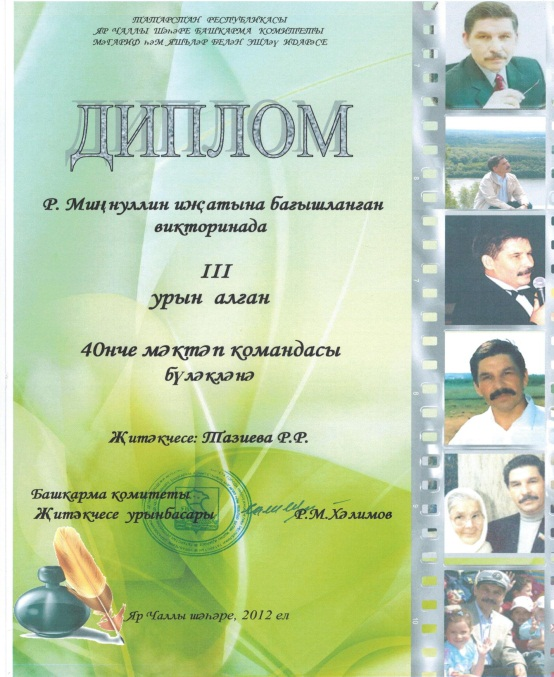 ТАТАРСТАН РЕСПУБЛИКАСЫ
ЯР ЧАЛЛЫ ШӘҺӘРЕ БАШКАРМА КОМИТЕТЫ
МӘГАРИФ ҺӘМ ЯШЬЛӘР БЕЛӘН ЭШЛӘҮ ИДАРӘСЕ
ДИПЛОМ
Р. Миңнуллин иҗатына багышланган
викторинада
III
урын алган
40нче мәктәп командасы
бүләкләнә
Җитәкчесе: Тазиева Р.Р.
Башкарма комитеты
Җитәкчесе урынбасары Р.М.Хәлимов
Яр Чаллы шәһәре, 2012 ел